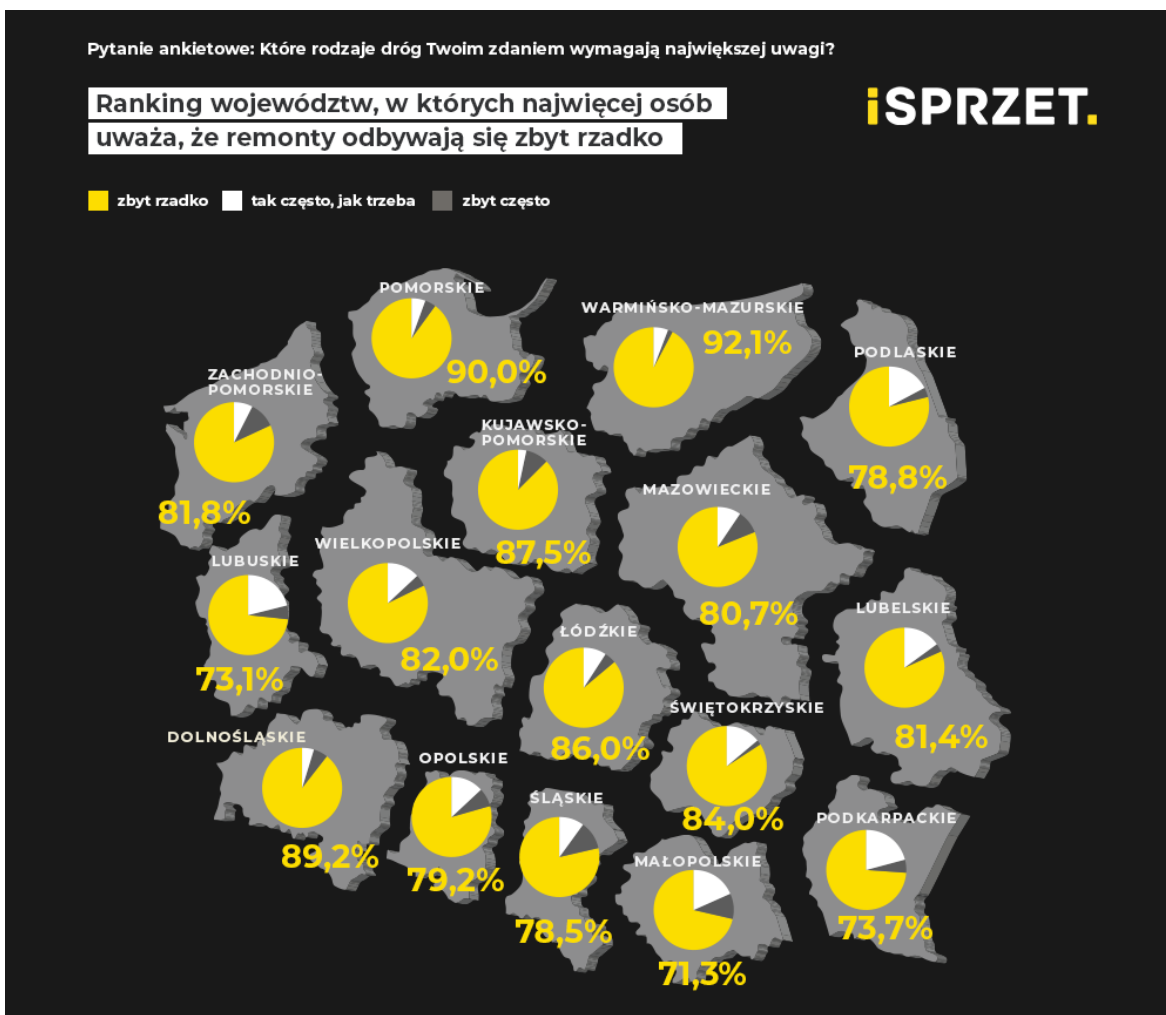 Pytanie ankietowe: Które rodzaje dróg Twoim zdaniem wymagają największej uwagi?
Ranking województw, w których najwięcej osób
uważa, że remonty odbywają się zbyt rzadko
iSPRZET.
zbyt rzadko
tak często, jak trzeba
zbyt często
POMORSKIE
90,0%
WARMIŃSKO-MAZURSKIE
92,1%
PODLASKIE
78,8%
ZACHODNIO-
POMORSKIE
81,8%
KUJAWSKO-
POMORSKIE
87,5%
MAZOWIECKIE
80,7%
LUBUSKIE
73,1%
WIELKOPOLSKIE
82,0%
ŁÓDŹKIE
86,0%
LUBELSKIE
81,4%
ŚWIĘTOKRZYSKIE
84,0%
DOLNOŚLĄSKIE
89,2%
OPOLSKIE
79,2%
ŚLĄSKIE
78,5%
MAŁOPOLSKIE
71,3%
PODKARPACKIE
73,7%